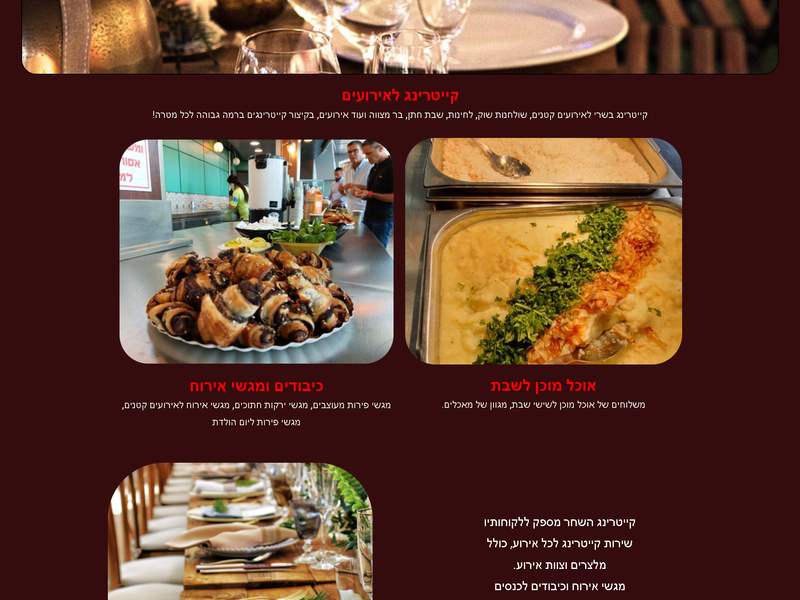 קייטרינג לאירועים
קייטרינג בשרי לאירועים קטנים, שולחנות שוק, לחינות, שבת חתן, בר מצווה ועוד אירועים, בקיצור קייטרינגים ברמה גבוהה לכל מטרה!
אוכל מוכן לשבת
משלוחים של אוכל מוכן לשישי שבת, מגוון של מאכלים.
כיבודים ומגשי אירוח
מגשי פירות מעוצבים, מגשי ירקות חתוכים, מגשי אירוח לאירועים קטנים,
מגשי פירות ליום הולדת
קייטרינג השחר מספק ללקוחותיו
שירות קייטרינג לכל אירוע, כולל
מלצרים וצוות אירוע.
מגשי אירוח וכיבודים לכנסים